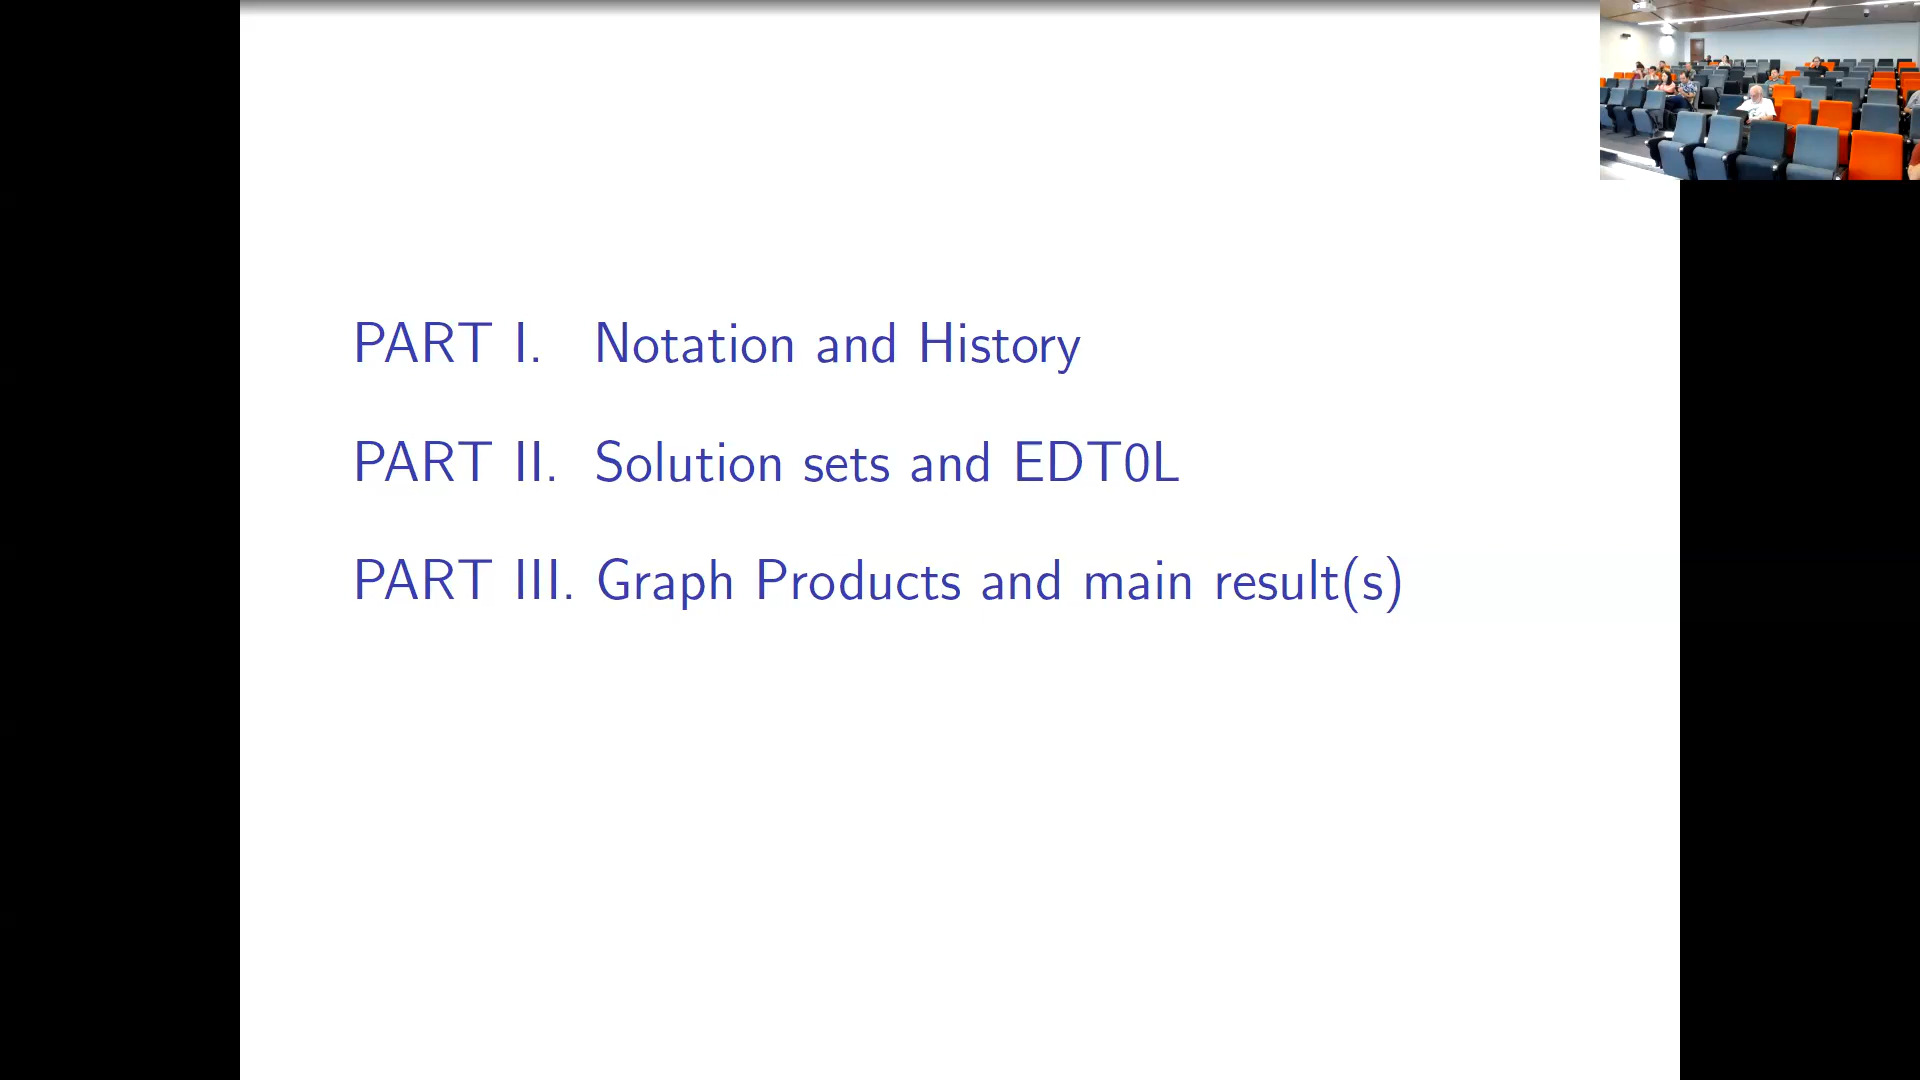 PART I. Notation and History
PART II. Solution sets and EDT0L
PART III. Graph Products and main result(s)